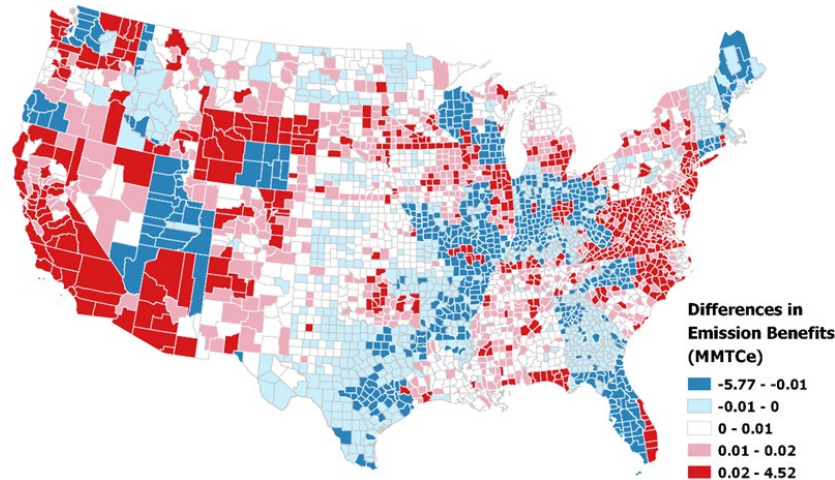 Differences in
Emission Benefits
(MMTCe)
-5.77 - -0.01
-0.01 - 0
0 - 0.01
0.01 - 0.02
0.02 - 4.52